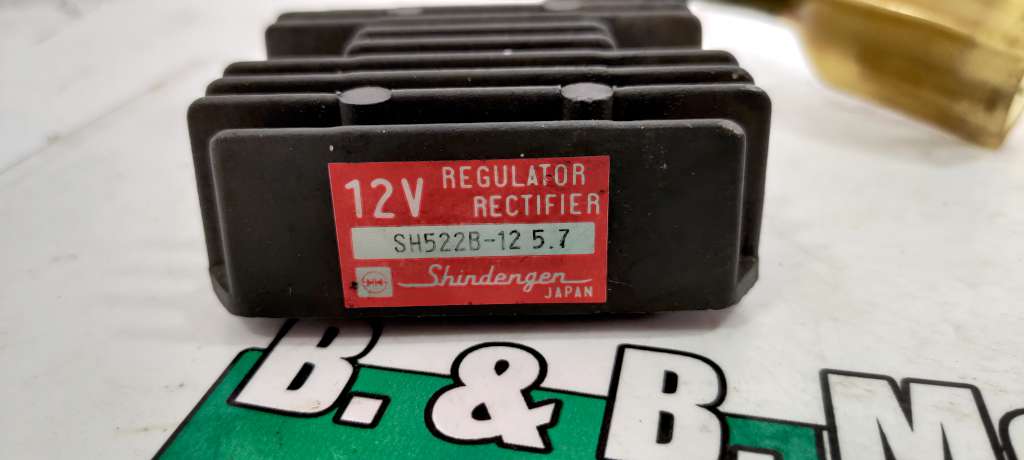 12V REGULATOR
RECTIFIER
SH522B-12 5.7
Shindengen
JAPAN
B. & B. M